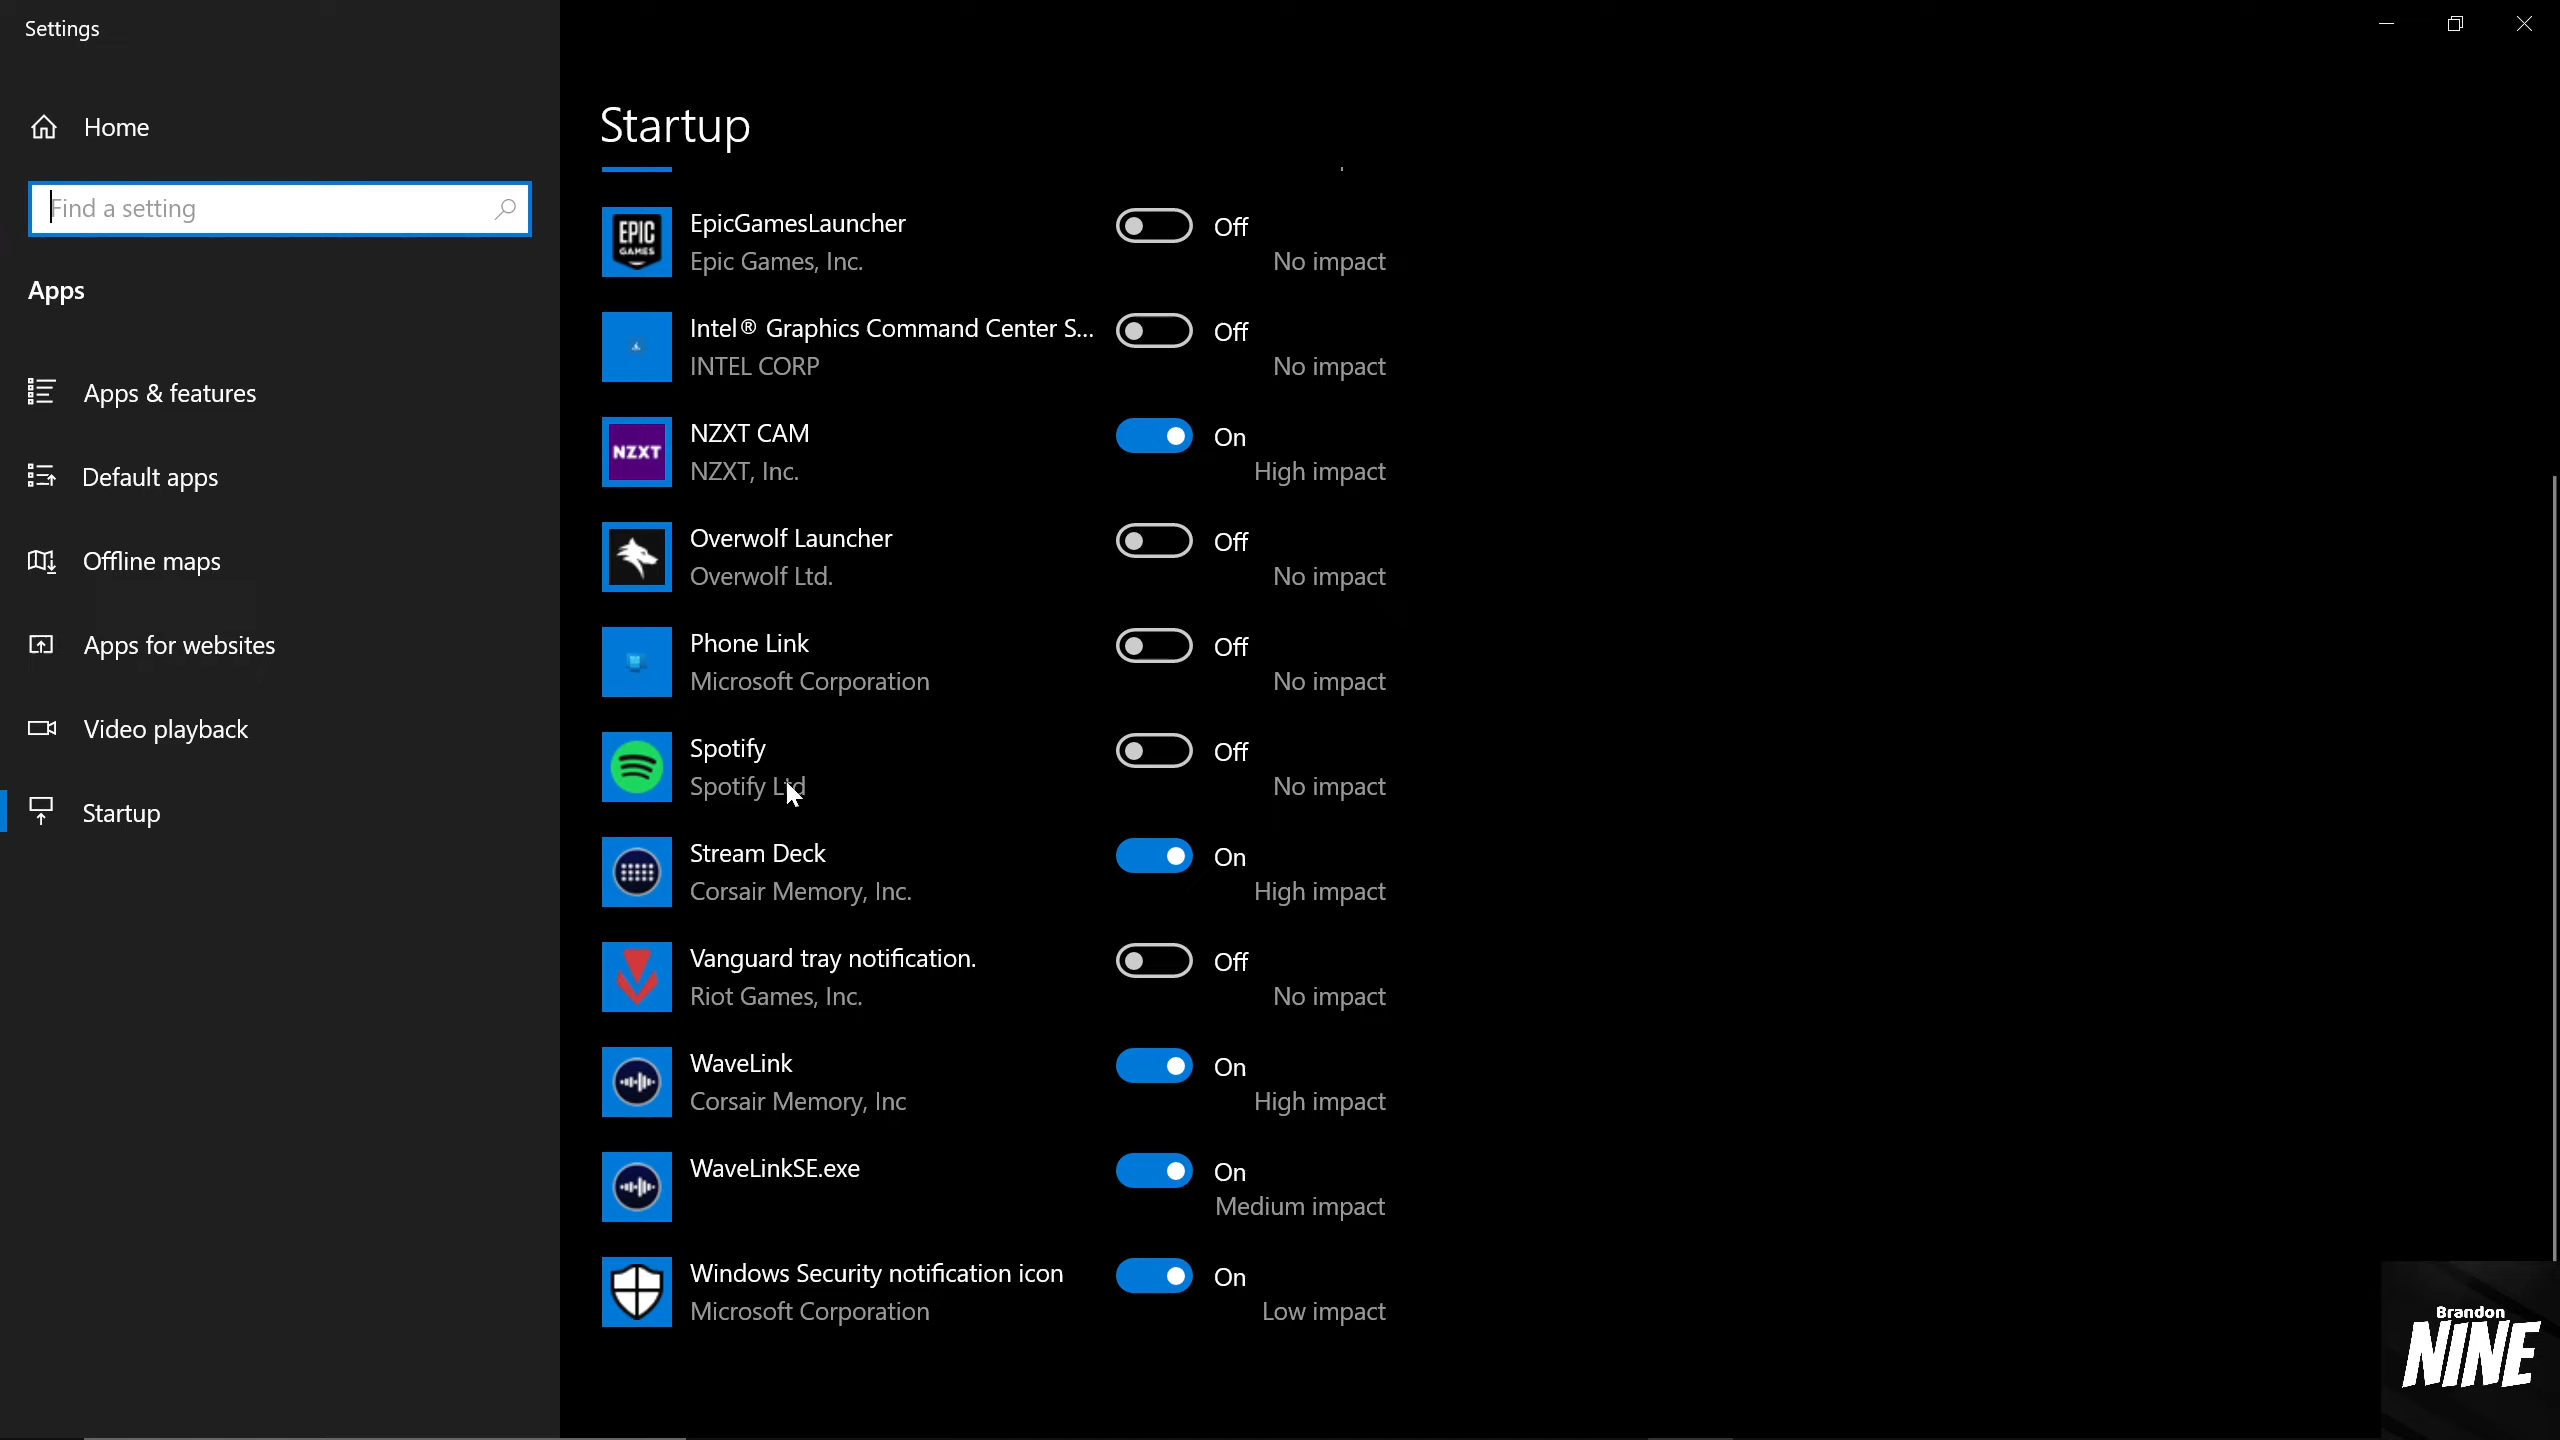 Settings
Home
Find a setting
Apps
Apps & features
Default apps
Offline maps
Apps for websites
Video playback
Startup
Startup
EPIC
GAMES
EpicGamesLauncher
Off
Epic Games, Inc.
No impact
Intel® Graphics Command Center S...
Off
INTEL CORP
No impact
NZXT
NZXT CAM
On
NZXT, Inc.
High impact
Overwolf Launcher
Off
Overwolf Ltd.
No impact
Phone Link
Off
Microsoft Corporation
No impact
Spotify
Off
Spotify Ltd
No impact
Stream Deck
On
Corsair Memory, Inc.
High impact
Vanguard tray notification.
Off
Riot Games, Inc.
No impact
WaveLink
On
Corsair Memory, Inc
High impact
WaveLinkSE.exe
On
Medium impact
Windows Security notification icon
On
Microsoft Corporation
Low impact
Brandon
NINE